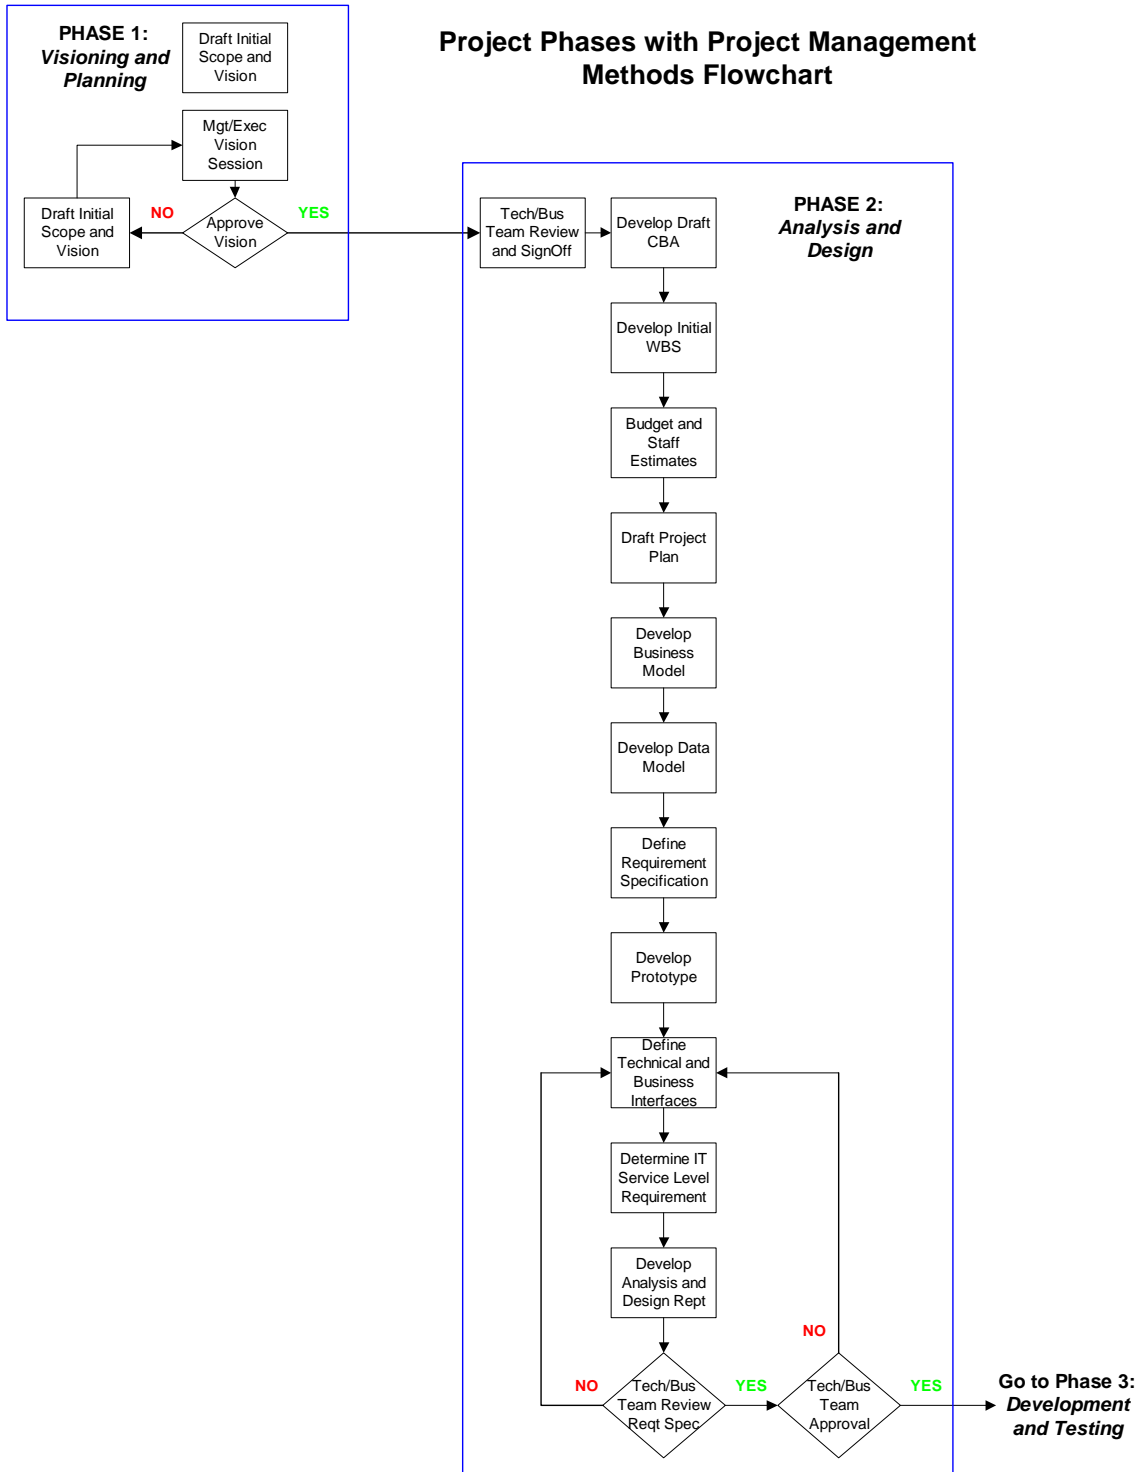 Project Phases with Project Management
Methods Flowchart
PHASE 1:
Visioning and
Planning
Draft Initial
Scope and
Vision
Mgt/Exec
Vision
Session
Draft Initial
Scope and
Vision
NO
Approve
Vision
YES
PHASE 2:
Analysis and
Design
Tech/Bus
Team Review
and SignOff
Develop Draft
CBA
Develop Initial
WBS
Budget and
Staff
Estimates
Draft Project
Plan
Develop
Business
Model
Develop Data
Model
Define
Requirement
Specification
Develop
Prototype
Define
Technical and
Business
Interfaces
Determine IT
Service Level
Requirement
Develop
Analysis and
Design Rept
NO
Tech/Bus
Team Review
Reqt Spec
YES
NO
Tech/Bus
Team
Approval
YES
Go to Phase 3:
Development
and Testing